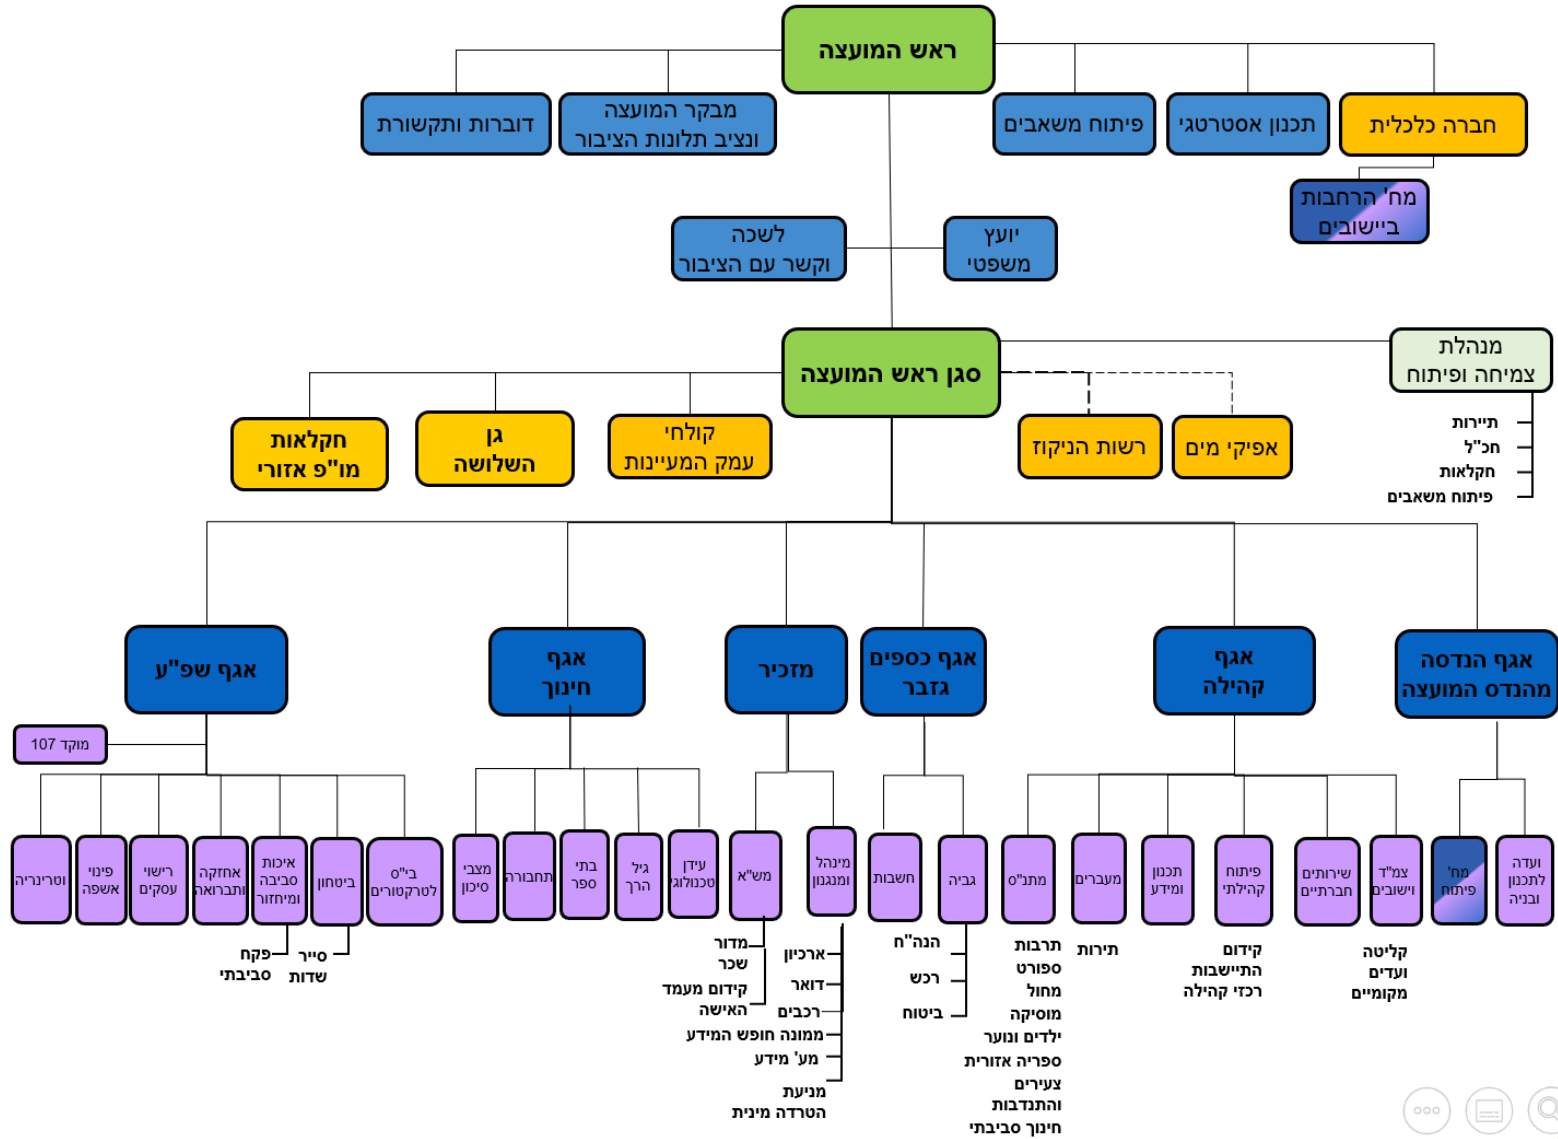 ראש המועצה
חברה כלכלית
תכנון אסטרטגי
פיתוח משאבים
מבקר המועצה
ונציב תלונות הציבור
דוברות ותקשורת
מח' הרחבות
ביישובים
יועץ
משפטי
לשכה
וקשר עם הציבור
סגן ראש המועצה
מנהלת
צמיחה ופיתוח
תיירות
חכ"ל
חקלאות
פיתוח משאבים
אפיקי מים
רשות הניקוז
קולחי
עמק המעיינות
גן
השלושה
חקלאות
מו"פ אזורי
אגף הנדסה
מהנדס המועצה
אגף
קהילה
אגף כספים
גזבר
מזכיר
אגף
חינוך
אגף שפ"ע
מוקד 107
ועדה
לתכנון
ובניה
מח'
פיתוח
צמ"ד
וישובים
קליטה
ועדים
מקומיים
שירותים
חברתיים
פיתוח
קהילתי
קידום
התיישבות
רכזי קהילה
תכנון
ומידע
מעברים
תירות
מתנ"ס
תרבות
ספורט
מחול
מוסיקה
ילדים ונוער
ספריה אזורית
צעירים
והתנדבות
חינוך סביבתי
גביה
חשבות
הנה"ח
רכש
ביטוח
מינהל
ומנגנון
ארכיון
דואר
רכבים
ממונה חופש המידע
מע' מידע
מניעת
הטרדה מינית
מש"א
מדור
שכר
קידום מעמד
האישה
עידן
טכנולוגי
גיל
הרך
בתי
ספר
תחבורה
מצבי
סיכון
בי"ס
לטרקטורים
ביטחון
סייר
שדות
איכות
סביבה
ומיחזור
פקח
סביבתי
אחזקה
ותברואה
רישוי
עסקים
פינוי
אשפה
וטרינריה